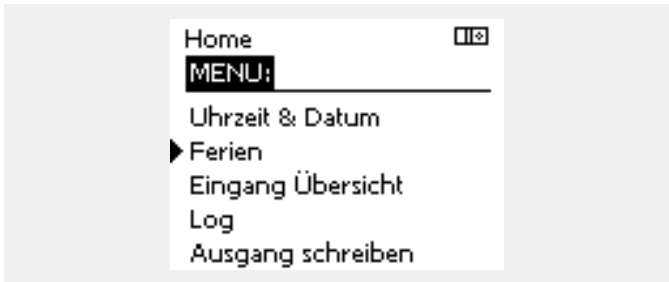 Home
MENU:
Uhrzeit & Datum
Ferien
Eingang Übersicht
Log
Ausgang schreiben